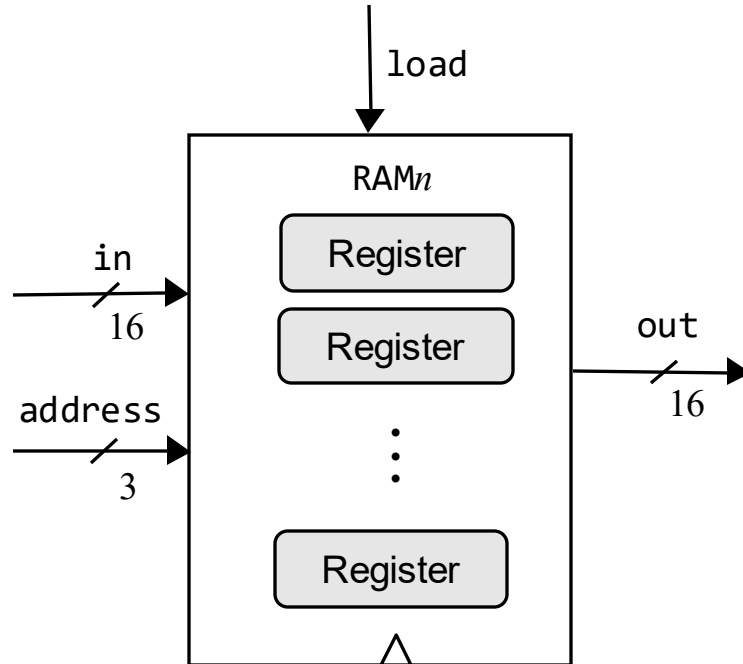 load
RAMn
Register
in
16
Register
out
16
address
3
Register